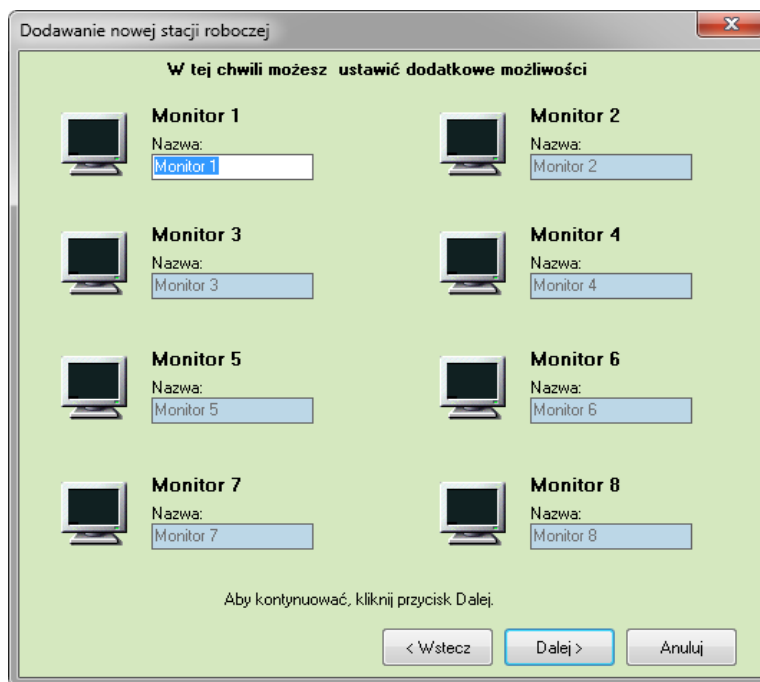 Dodawanie nowej stacji roboczej
W tej chwili możesz ustawić dodatkowe możliwości
Monitor 1
Nazwa:
Monitor 1
Monitor 2
Nazwa:
Monitor 2
Monitor 3
Nazwa:
Monitor 3
Monitor 4
Nazwa:
Monitor 4
Monitor 5
Nazwa:
Monitor 5
Monitor 6
Nazwa:
Monitor 6
Monitor 7
Nazwa:
Monitor 7
Monitor 8
Nazwa:
Monitor 8
Aby kontynuować, kliknij przycisk Dalej.
< Wstecz
Dalej >
Anuluj